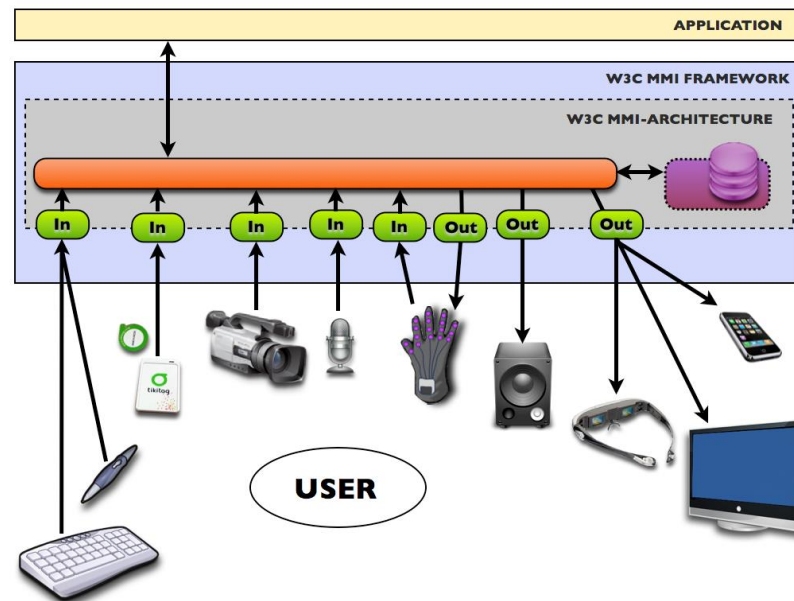 APPLICATION
W3C MMI FRAMEWORK
W3C MMI-ARCHITECTURE
In
In
In
In
In
Out
Out
Out
tikitag
USER